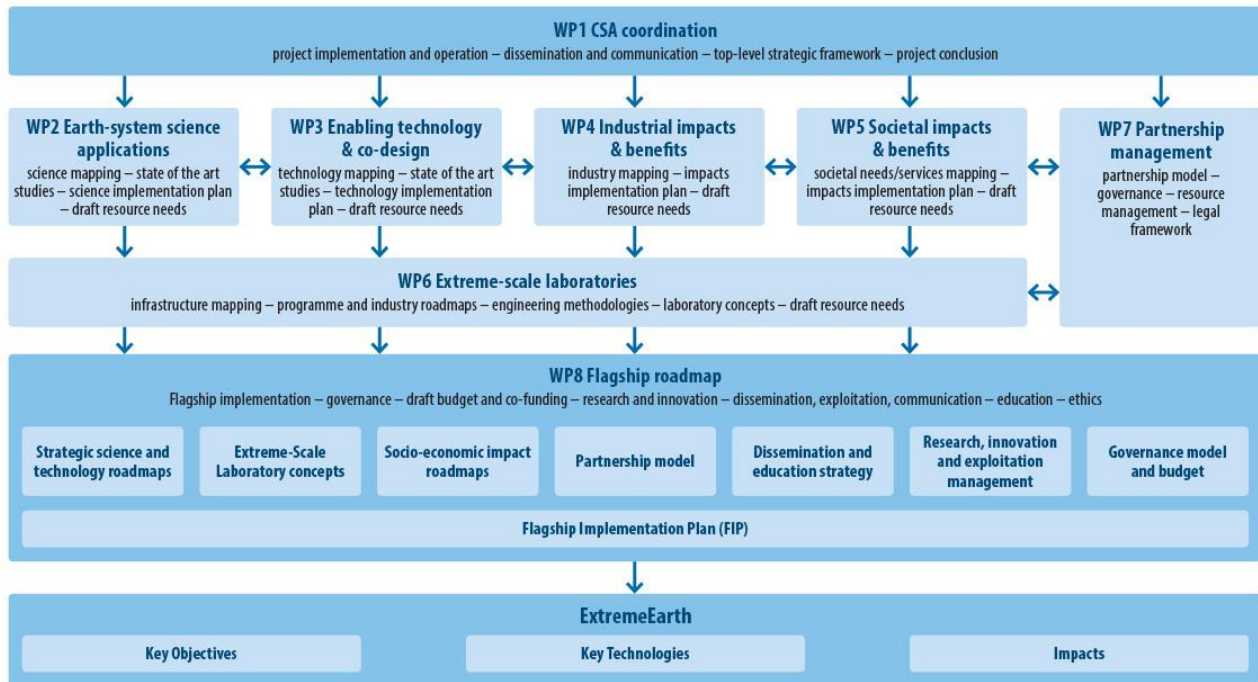 WP1 CSA coordination
project implementation and operation – dissemination and communication – top-level strategic framework – project conclusion
WP2 Earth-system science
applications
science mapping – state of the art
studies – science implementation plan
– draft resource needs
WP3 Enabling technology
& co-design
technology mapping – state of the art
studies – technology implementation
plan – draft resource needs
WP4 Industrial impacts
& benefits
industry mapping – impacts
implementation plan – draft
resource needs
WP5 Societal impacts
& benefits
societal needs/services mapping –
impacts implementation plan – draft
resource needs
WP7 Partnership
management
partnership model –
governance – resource
management – legal
framework
WP6 Extreme-scale laboratories
infrastructure mapping – programme and industry roadmaps – engineering methodologies – laboratory concepts – draft resource needs
WP8 Flagship roadmap
Flagship implementation – governance – draft budget and co-funding – research and innovation – dissemination, exploitation, communication – education – ethics
Strategic science and
technology roadmaps
Extreme-Scale
Laboratory concepts
Socio-economic impact
roadmaps
Partnership model
Dissemination and
education strategy
Research, innovation
and exploitation
management
Governance model
and budget
Flagship Implementation Plan (FIP)
ExtremeEarth
Key Objectives
Key Technologies
Impacts